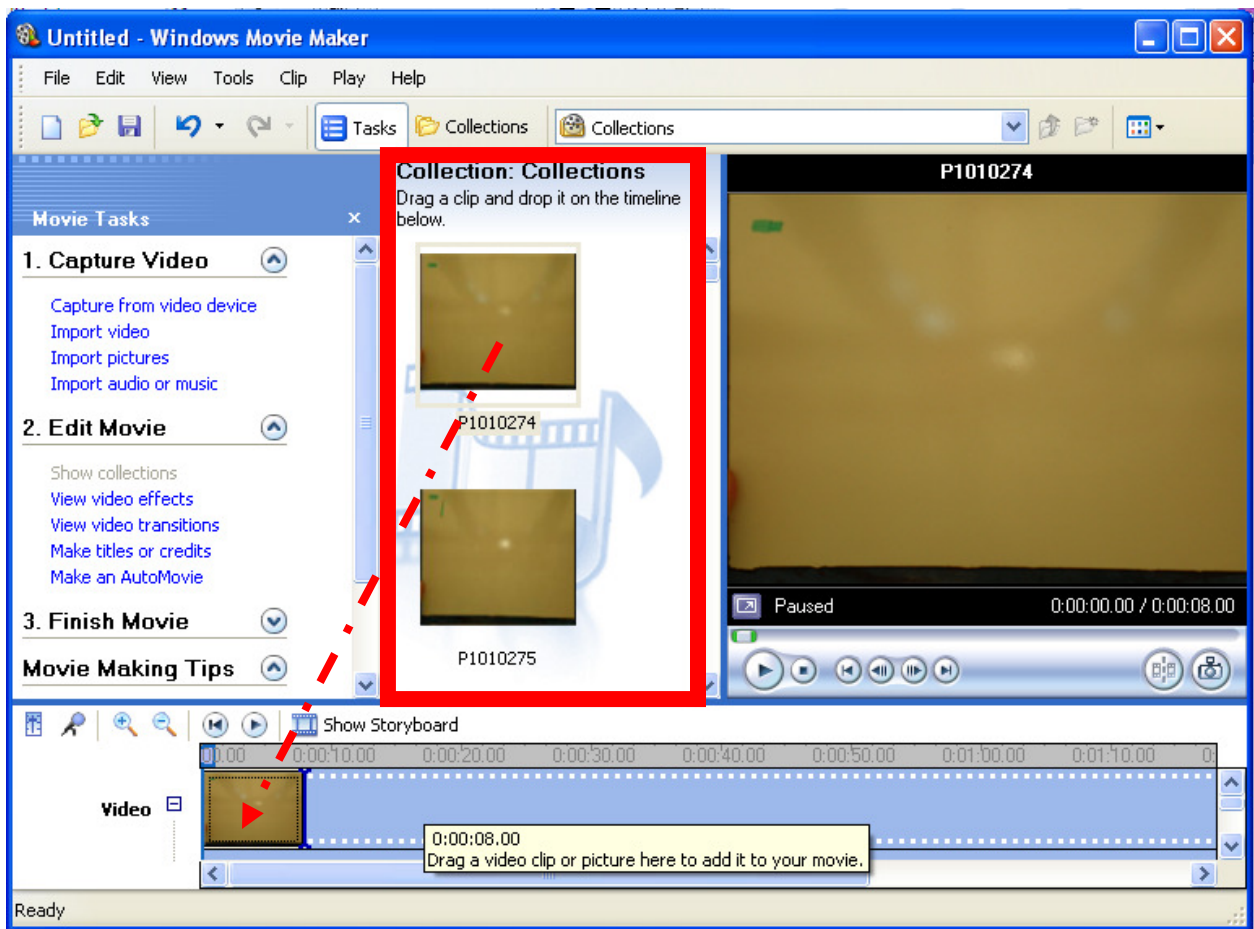 Untitled - Windows Movie Maker
File Edit View Tools Clip Play Help
Tasks Collections Collections
Movie Tasks
1. Capture Video
Capture from video device
Import video
Import pictures
Import audio or music
2. Edit Movie
Show collections
View video effects
View video transitions
Make titles or credits
Make an AutoMovie
3. Finish Movie
Movie Making Tips
Collection: Collections
Drag a clip and drop it on the timeline
below.
P1010274
P1010275
P1010274
Paused 0:00:00.00 / 0:00:08.00
Show Storyboard
0:00:10.00 0:00:20.00 0:00:30.00 0:00:40.00 0:00:50.00 0:01:00.00 0:01:10.00
Video
0:00:08.00
Drag a video clip or picture here to add it to your movie.
Ready